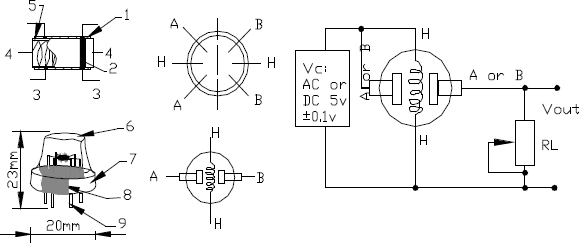 5
1
4
4
2
3
3
6
7
8
9
23mm
20mm
A
B
H
H
A
B
H
A
B
H
Vc:
AC or
DC 5v
±0.1v
A or B
H
H
A or B
Vout
RL